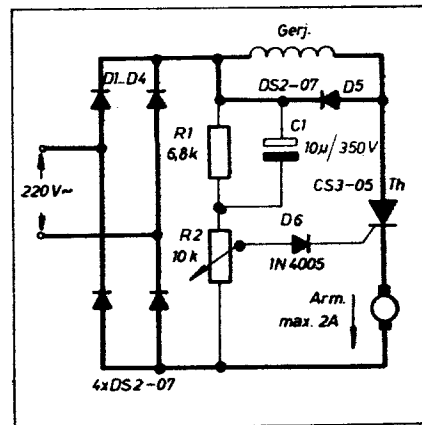 Gerj.
D1...D4
DS2-07
D5
R1
6,8k
C1
10µ/350V
CS3-05
Th
220V~
D6
R2
10k
1N4005
Arm.
max. 2A
4xDS2-07